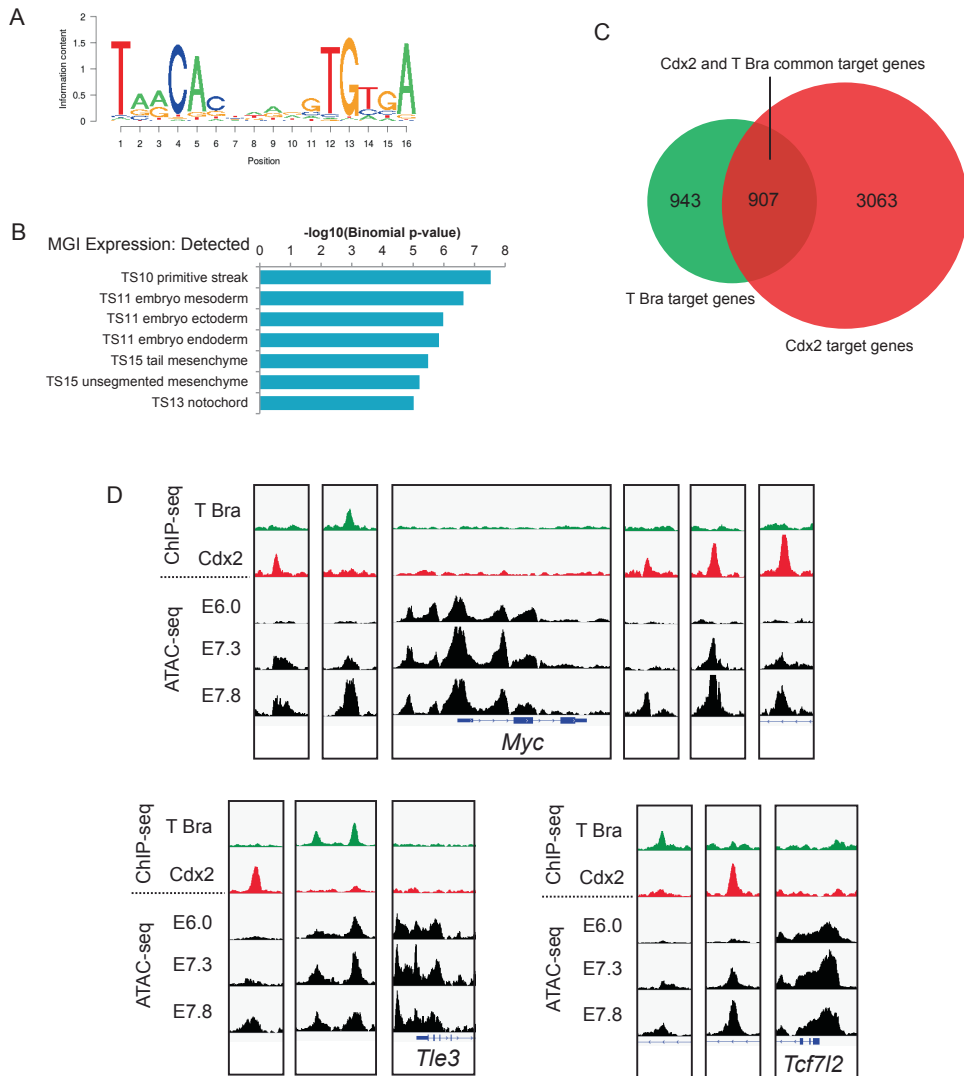 A
Information content
2
1.5
1
0.5
0
TAACAC AAGTGTGA
1 2 3 4 5 6 7 8 9 10 11 12 13 14 15 16
Position
B
MGI Expression: Detected
-log10(Binomial p-value)
0 1 2 3 4 5 6 7 8
TS10 primitive streak
TS11 embryo mesoderm
TS11 embryo ectoderm
TS11 embryo endoderm
TS15 tail mesenchyme
TS15 unsegmented mesenchyme
TS13 notochord
C
Cdx2 and T Bra common target genes
943
907
3063
T Bra target genes
Cdx2 target genes
D
ChIP-seq
T Bra
Cdx2
ATAC-seq
E6.0
E7.3
E7.8
Myc
ChIP-seq
T Bra
Cdx2
ATAC-seq
E6.0
E7.3
E7.8
Tle3
ChIP-seq
T Bra
Cdx2
ATAC-seq
E6.0
E7.3
E7.8
Tcf7l2